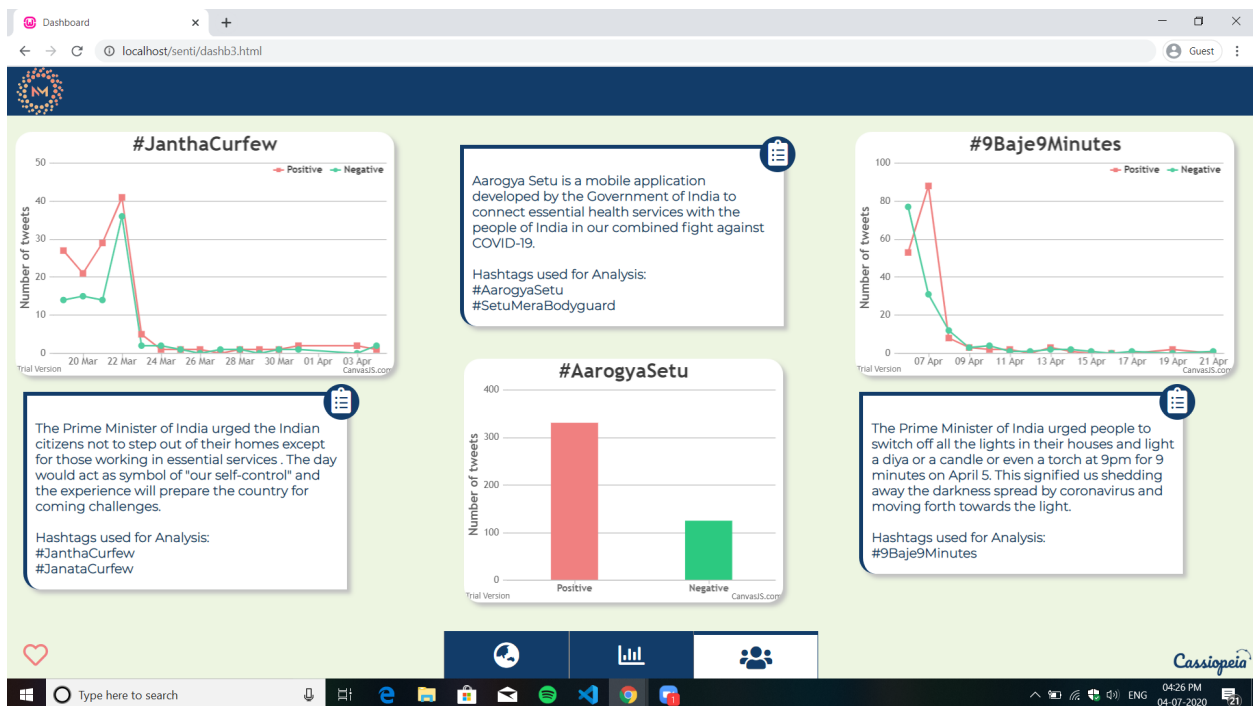 Dashboard
localhost/senti/dashb3.html
Guest
NM
#JanthaCurfew
Positive Negative
Number of tweets
50
40
30
20
10
0
20 Mar 22 Mar 24 Mar 26 Mar 28 Mar 30 Mar 01 Apr 03 Apr
Trial Version
CanvasJS.com
The Prime Minister of India urged the Indian
citizens not to step out of their homes except
for those working in essential services . The day
would act as symbol of "our self-control" and
the experience will prepare the country for
coming challenges.
Hashtags used for Analysis:
#JanthaCurfew
#JanataCurfew
Aarogya Setu is a mobile application
developed by the Government of India to
connect essential health services with the
people of India in our combined fight against
COVID-19.
Hashtags used for Analysis:
#AarogyaSetu
#SetuMeraBodyguard
#AarogyaSetu
Number of tweets
400
300
200
100
0
Positive Negative
Trial Version
CanvasJS.com
#9Baje9Minutes
Positive Negative
Number of tweets
100
80
60
40
20
0
07 Apr 09 Apr 11 Apr 13 Apr 15 Apr 17 Apr 19 Apr 21 Apr
Trial Version
CanvasJS.com
The Prime Minister of India urged people to
switch off all the lights in their houses and light
a diya or a candle or even a torch at 9pm for 9
minutes on April 5. This signified us shedding
away the darkness spread by coronavirus and
moving forth towards the light.
Hashtags used for Analysis:
#9Baje9Minutes
Cassiopeia
Type here to search
ENG
04:26 PM
04-07-2020
21
1